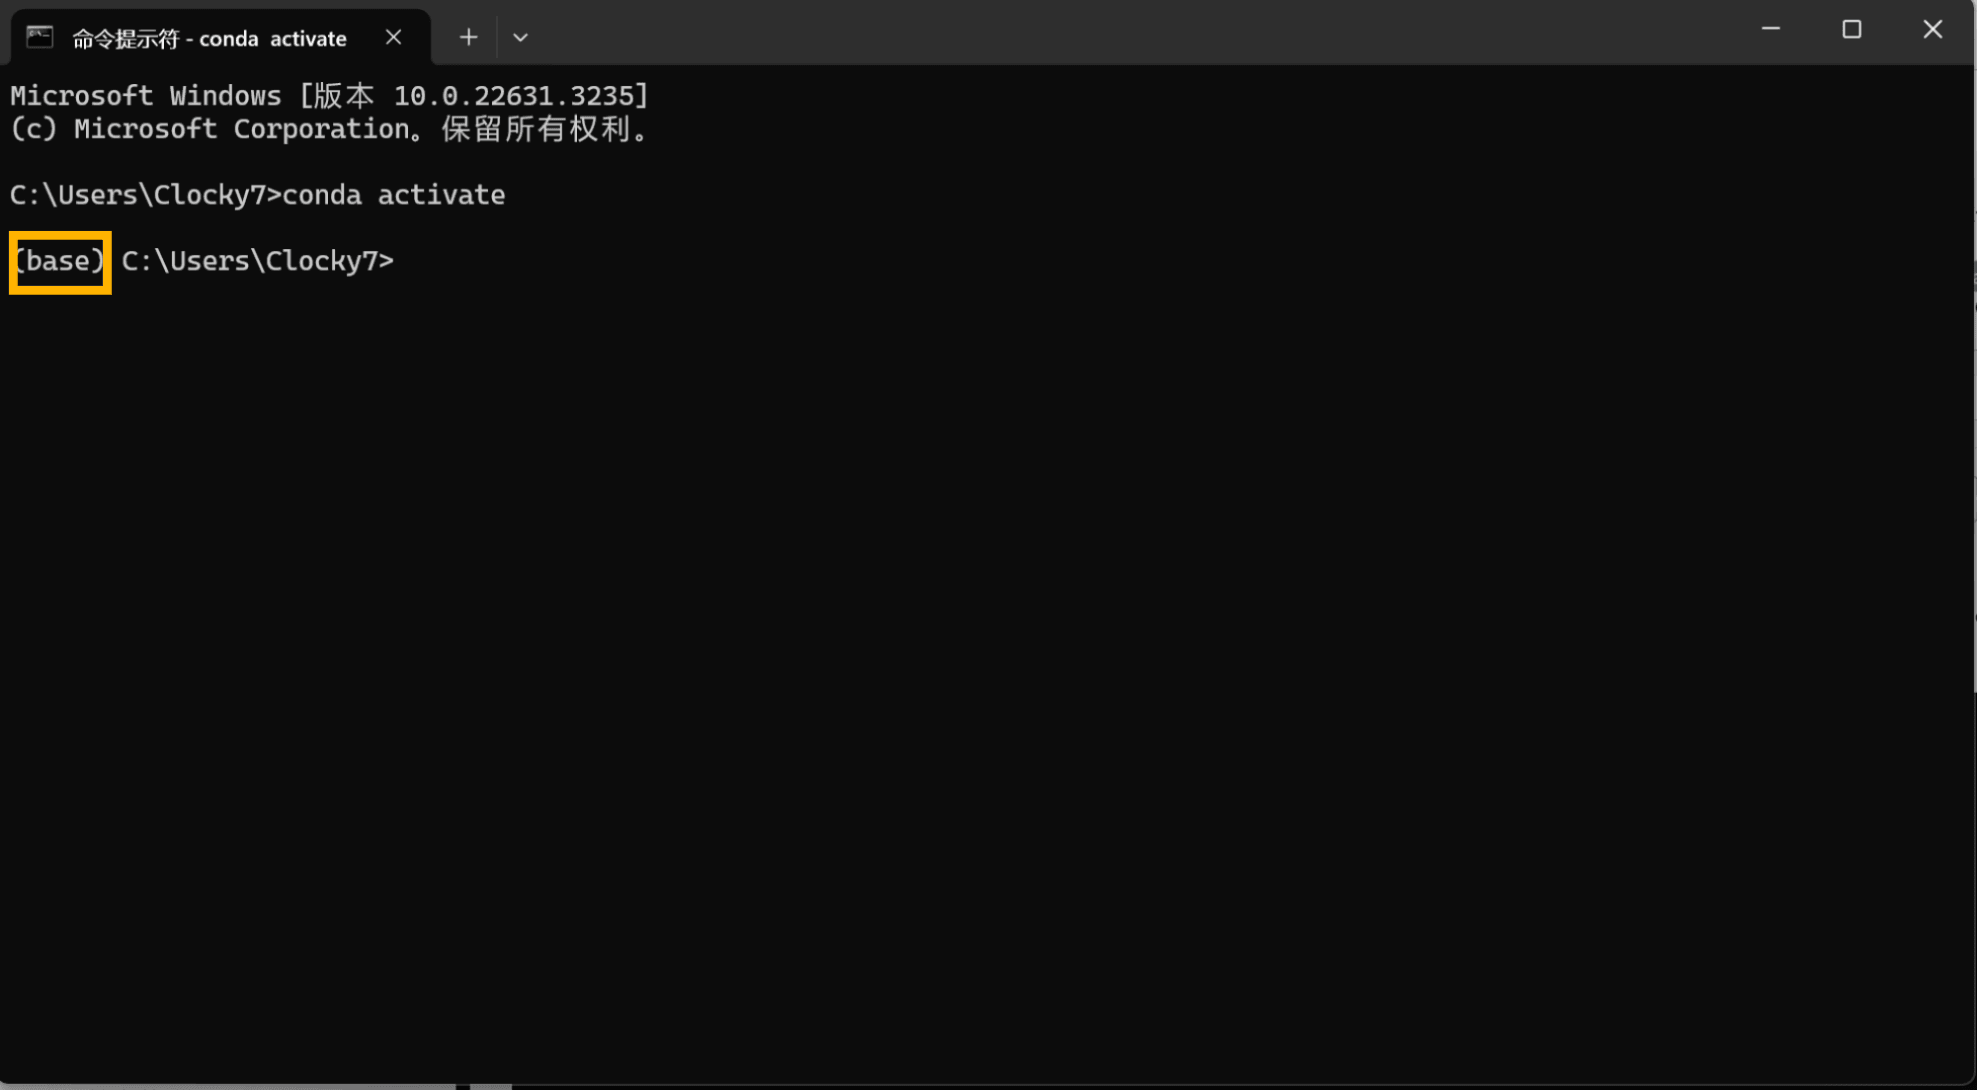 命令提示符 - conda  activate
Microsoft Windows [版本 10.0.22631.3235]
(c) Microsoft Corporation。保留所有权利。
C:\Users\Clocky7>conda activate
(base) C:\Users\Clocky7>